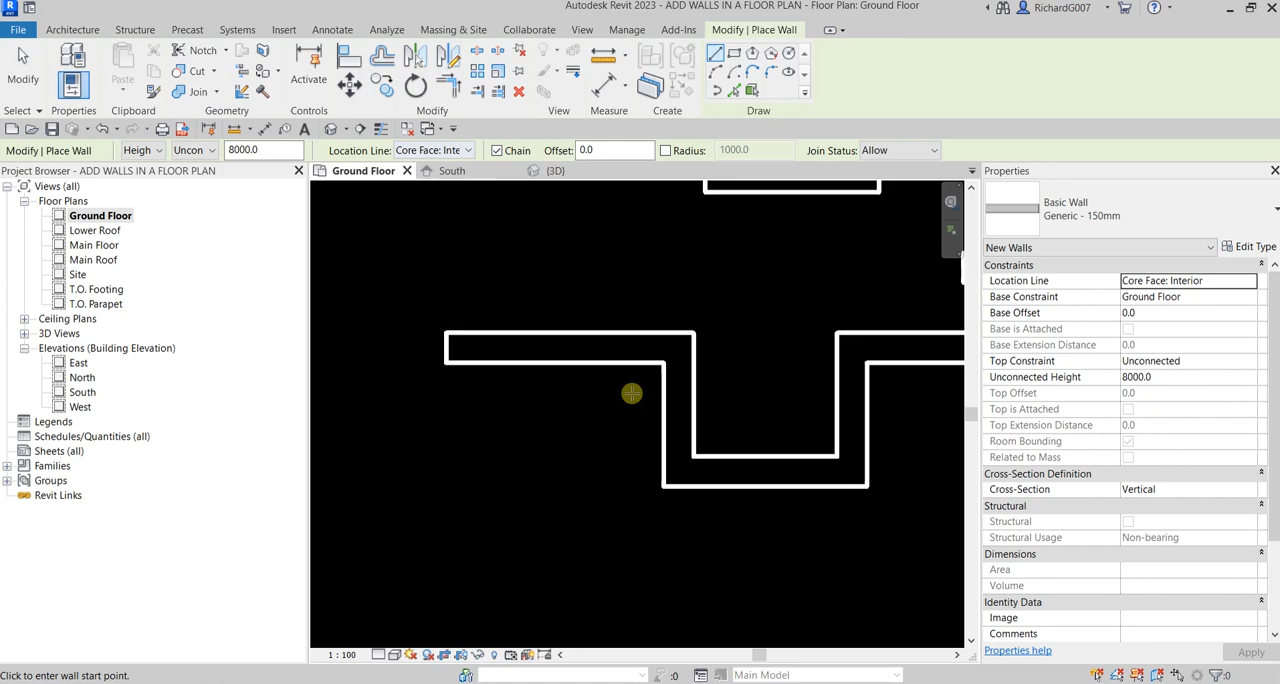 Autodesk Revit 2023 - ADD WALLS IN A FLOOR PLAN - Floor Plan: Ground Floor
RichardG007
File Architecture Structure Precast Systems Insert Annotate Analyze Massing & Site Collaborate View Manage Add-Ins Modify | Place Wall
Modify Paste Notch Cut Join Activate
Select Properties Clipboard Geometry Controls Modify View Measure Create Draw
Modify | Place Wall Heigh Uncon 8000.0 Location Line: Core Face: Inte Chain Offset: 0.0 Radius: 1000.0 Join Status: Allow
Project Browser - ADD WALLS IN A FLOOR PLAN
Views (all)
Floor Plans
Ground Floor
Lower Roof
Main Floor
Main Roof
Site
T.O. Footing
T.O. Parapet
Ceiling Plans
3D Views
Elevations (Building Elevation)
East
North
South
West
Legends
Schedules/Quantities (all)
Sheets (all)
Families
Groups
Revit Links
Ground Floor South {3D}
1 : 100
Properties
Basic Wall
Generic - 150mm
New Walls Edit Type
Constraints
Location Line Core Face: Interior
Base Constraint Ground Floor
Base Offset 0.0
Base is Attached
Base Extension Distance 0.0
Top Constraint Unconnected
Unconnected Height 8000.0
Top Offset 0.0
Top is Attached
Top Extension Distance 0.0
Room Bounding
Related to Mass
Cross-Section Definition
Cross-Section Vertical
Structural
Structural
Structural Usage Non-bearing
Dimensions
Area
Volume
Identity Data
Image
Comments
Properties help Apply
Click to enter wall start point. :0 Main Model :0